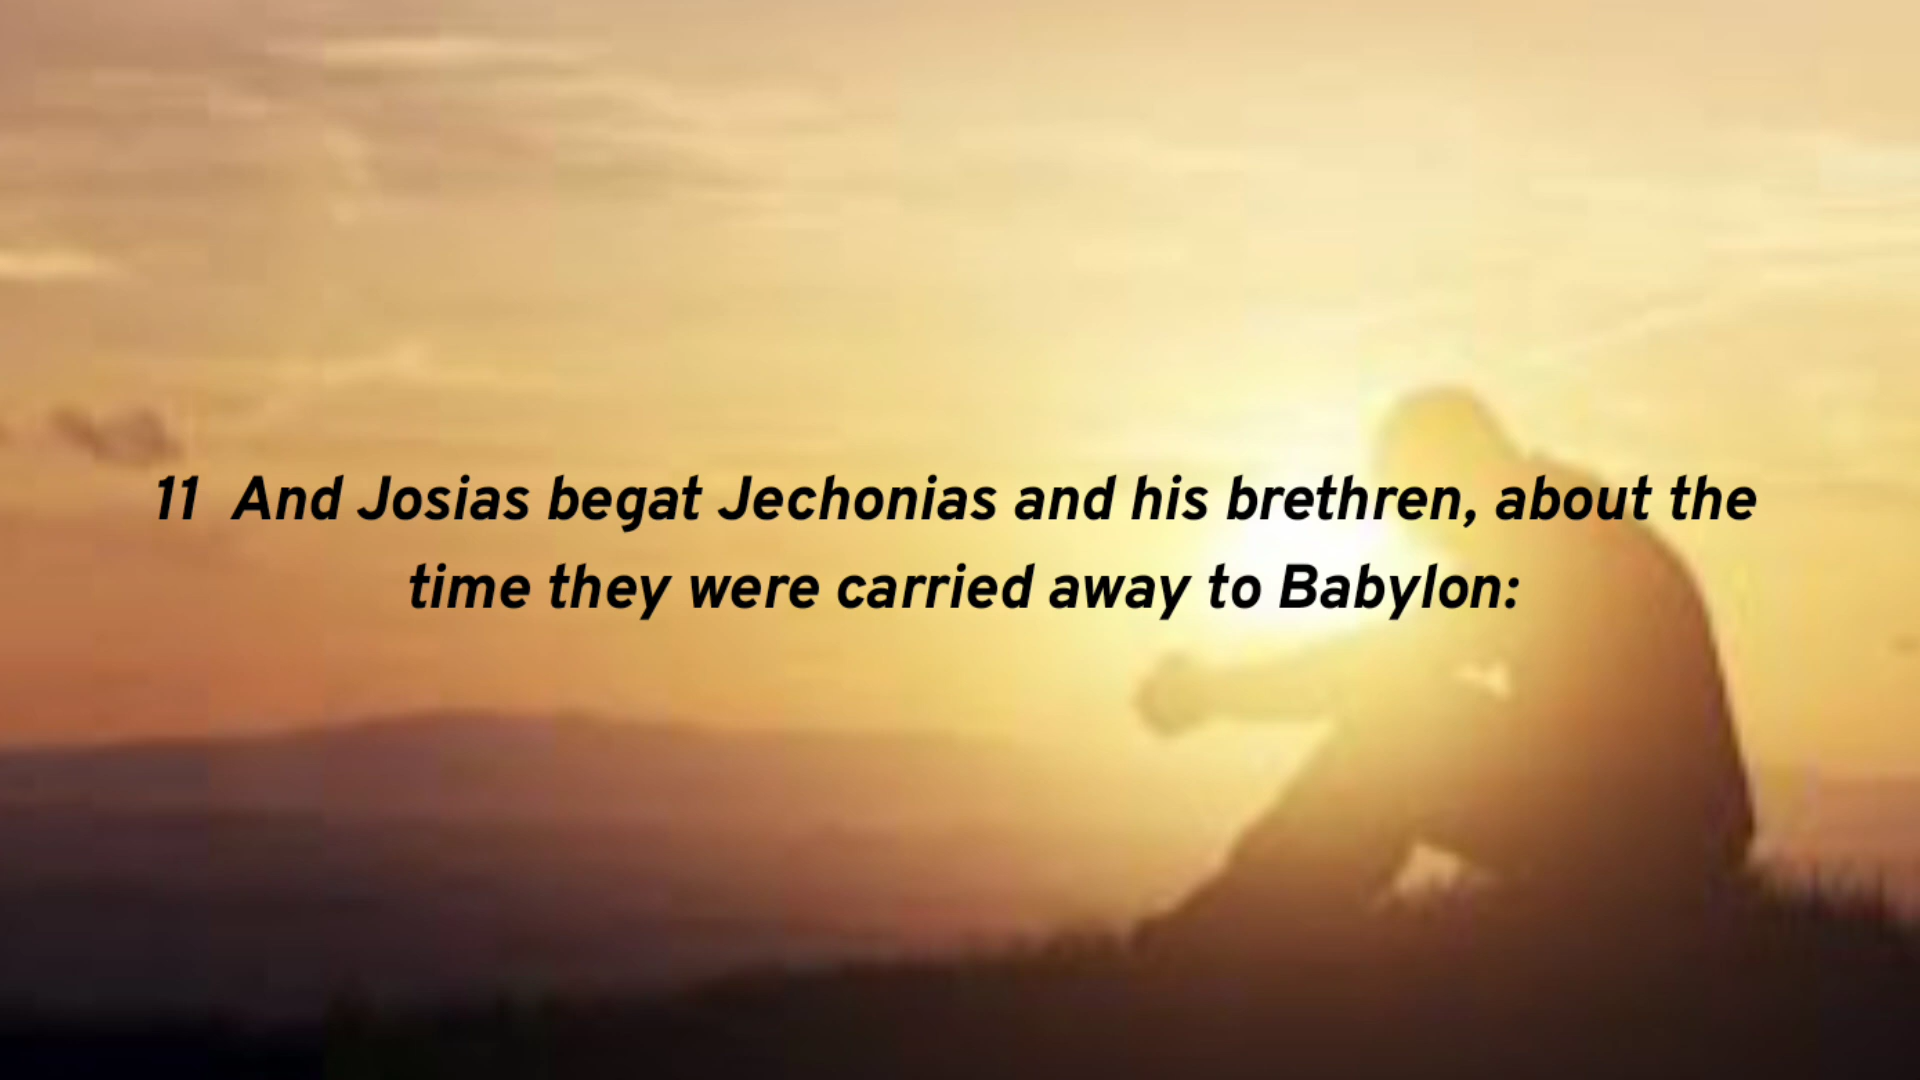 11  And Josias begat Jechonias and his brethren, about the
time they were carried away to Babylon: